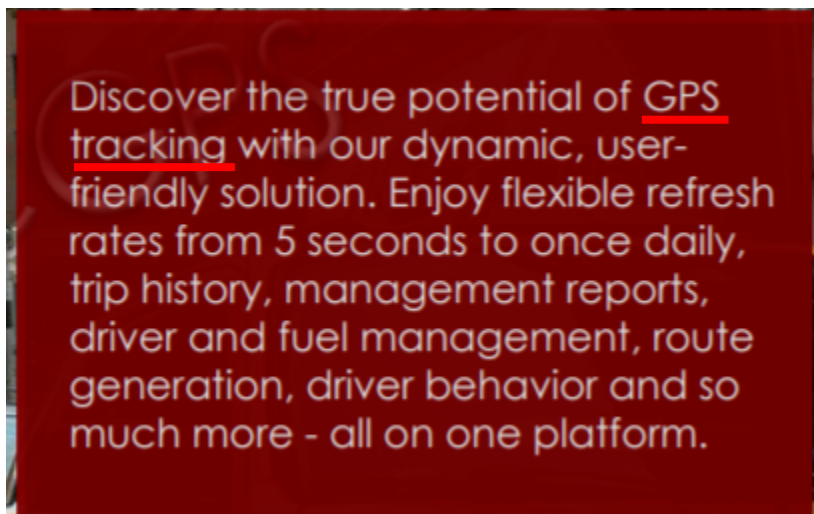 Discover the true potential of GPS
tracking with our dynamic, user-
friendly solution. Enjoy flexible refresh
rates from 5 seconds to once daily,
trip history, management reports,
driver and fuel management, route
generation, driver behavior and so
much more - all on one platform.
GPS